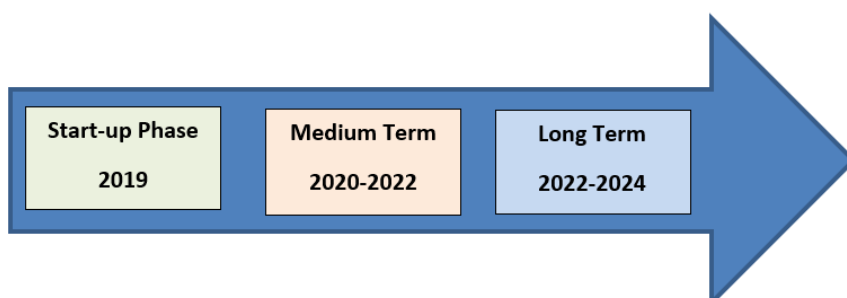 Start-up Phase
2019
Medium Term
2020-2022
Long Term
2022-2024